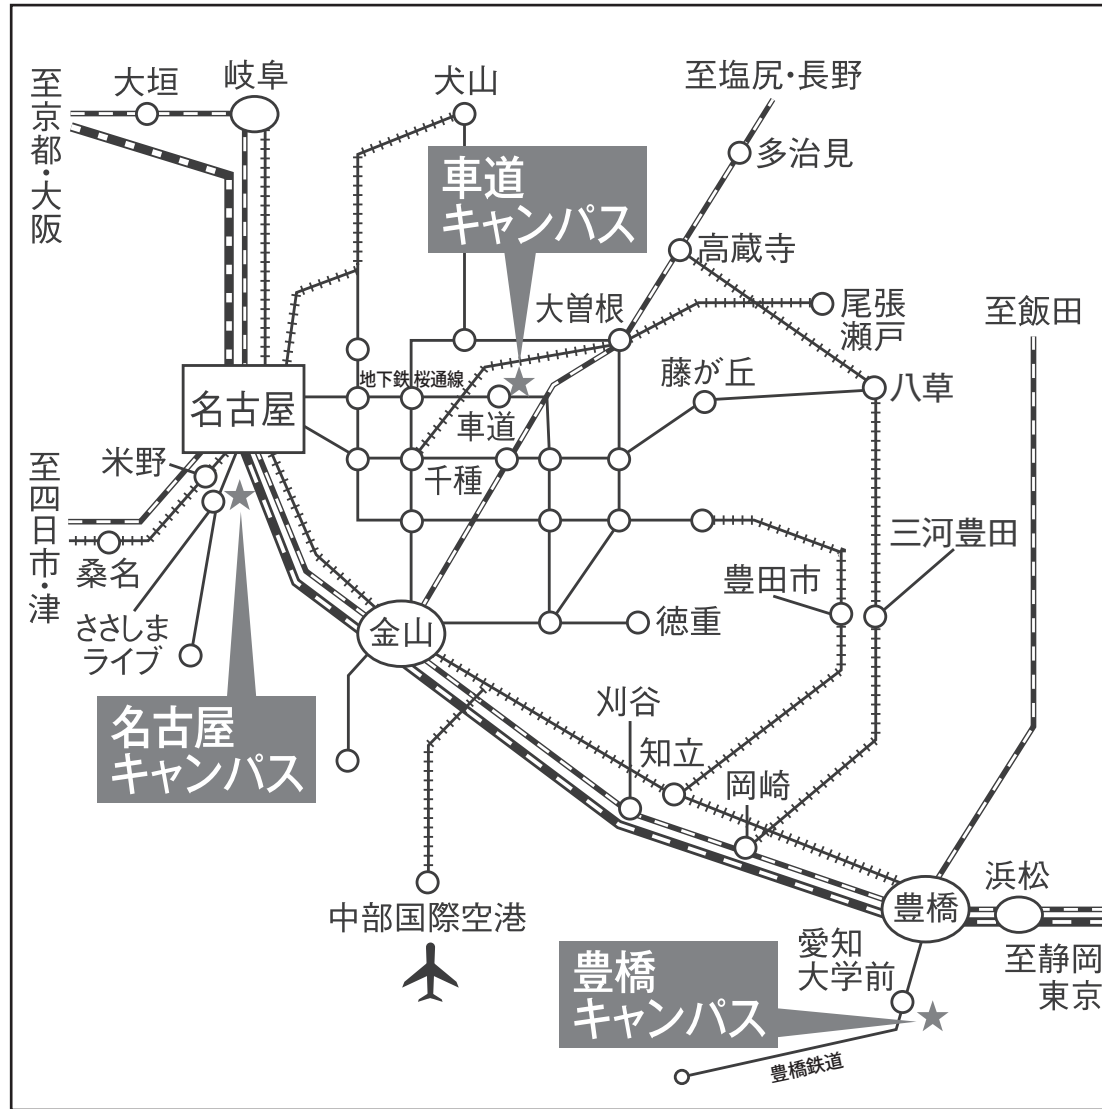 至京都・大阪
大垣
岐阜
犬山
至塩尻・長野
多治見
車道
キャンパス
高蔵寺
大曽根
尾張
瀬戸
至飯田
地下鉄桜通線
藤が丘
八草
名古屋
車道
米野
千種
至四日市・津
桑名
三河豊田
豊田市
ささしま
ライブ
金山
徳重
名古屋
キャンパス
刈谷
知立
岡崎
中部国際空港
豊橋
浜松
愛知
大学前
至静岡
東京
豊橋
キャンパス
豊橋鉄道